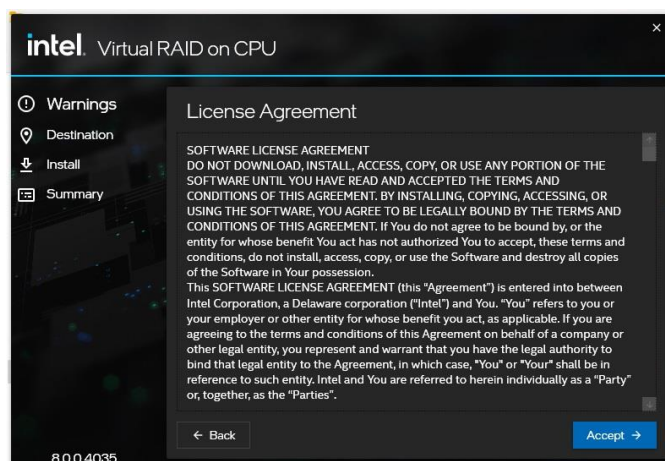 intel. Virtual RAID on CPU
Warnings
Destination
Install
Summary
License Agreement
SOFTWARE LICENSE AGREEMENT
DO NOT DOWNLOAD, INSTALL, ACCESS, COPY, OR USE ANY PORTION OF THE
SOFTWARE UNTIL YOU HAVE READ AND ACCEPTED THE TERMS AND
CONDITIONS OF THIS AGREEMENT. BY INSTALLING, COPYING, ACCESSING, OR
USING THE SOFTWARE, YOU AGREE TO BE LEGALLY BOUND BY THE TERMS AND
CONDITIONS OF THIS AGREEMENT. If You do not agree to be bound by, or the
entity for whose benefit You act has not authorized You to accept, these terms and
conditions, do not install, access, copy, or use the Software and destroy all copies
of the Software in Your possession.
This SOFTWARE LICENSE AGREEMENT (this “Agreement”) is entered into between
Intel Corporation, a Delaware corporation (“Intel”) and You. “You” refers to you or
your employer or other entity for whose benefit you act, as applicable. If you are
agreeing to the terms and conditions of this Agreement on behalf of a company or
other legal entity, you represent and warrant that you have the legal authority to
bind that legal entity to the Agreement, in which case, "You" or "Your" shall be in
reference to such entity. Intel and You are referred to herein individually as a “Party”
or, together, as the “Parties”.
← Back
Accept →
8.0.0.4035